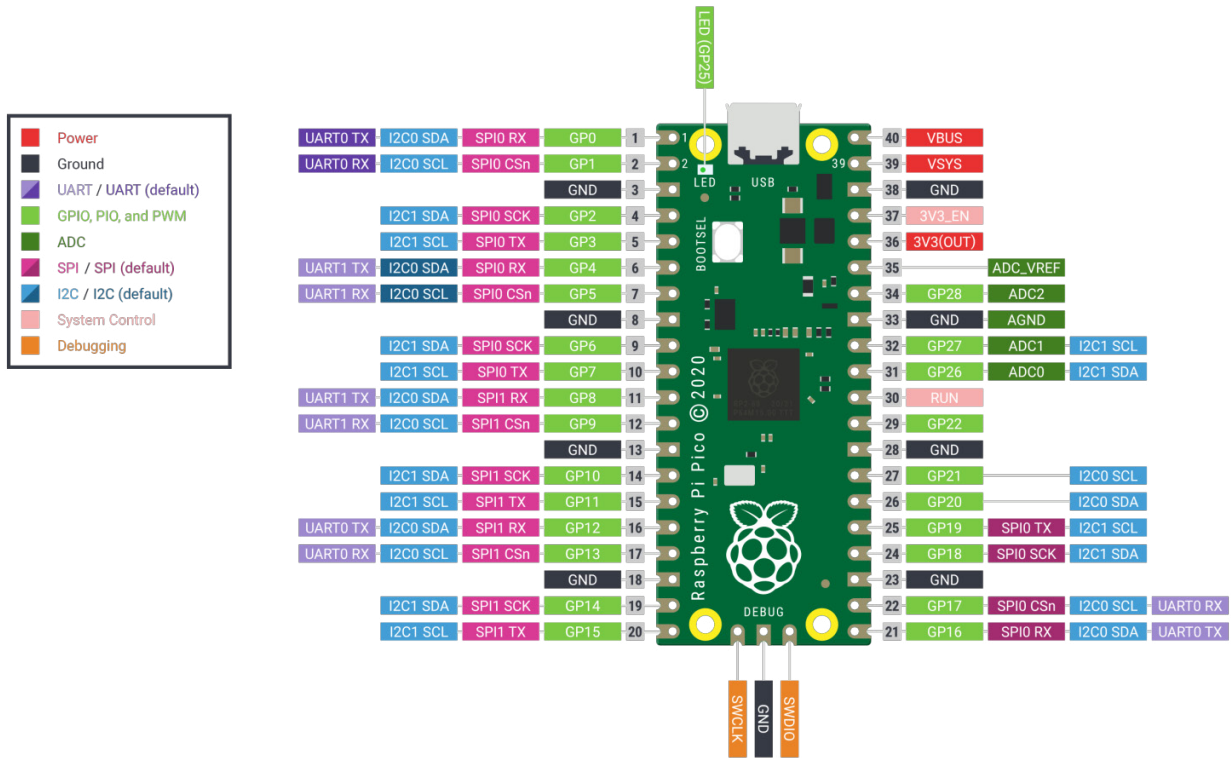 LED (GP25)
Power
Ground
UART / UART (default)
GPIO, PIO, and PWM
ADC
SPI / SPI (default)
I2C / I2C (default)
System Control
Debugging
UART0 TX I2C0 SDA SPI0 RX GP0 1
UART0 RX I2C0 SCL SPI0 CSn GP1 2
GND 3
I2C1 SDA SPI0 SCK GP2 4
I2C1 SCL SPI0 TX GP3 5
UART1 TX I2C0 SDA SPI0 RX GP4 6
UART1 RX I2C0 SCL SPI0 CSn GP5 7
GND 8
I2C1 SDA SPI0 SCK GP6 9
I2C1 SCL SPI0 TX GP7 10
UART1 TX I2C0 SDA SPI1 RX GP8 11
UART1 RX I2C0 SCL SPI1 CSn GP9 12
GND 13
I2C1 SDA SPI1 SCK GP10 14
I2C1 SCL SPI1 TX GP11 15
UART0 TX I2C0 SDA SPI1 RX GP12 16
UART0 RX I2C0 SCL SPI1 CSn GP13 17
GND 18
I2C1 SDA SPI1 SCK GP14 19
I2C1 SCL SPI1 TX GP15 20
1
2
39
LED
USB
BOOTSEL
Raspberry Pi Pico © 2020
DEBUG
40 VBUS
39 VSYS
38 GND
37 3V3_EN
36 3V3(OUT)
35 ADC_VREF
34 GP28 ADC2
33 GND AGND
32 GP27 ADC1 I2C1 SCL
31 GP26 ADC0 I2C1 SDA
30 RUN
29 GP22
28 GND
27 GP21 I2C0 SCL
26 GP20 I2C0 SDA
25 GP19 SPI0 TX I2C1 SCL
24 GP18 SPI0 SCK I2C1 SDA
23 GND
22 GP17 SPI0 CSn I2C0 SCL UART0 RX
21 GP16 SPI0 RX I2C0 SDA UART0 TX
SWCLK
GND
SWDIO